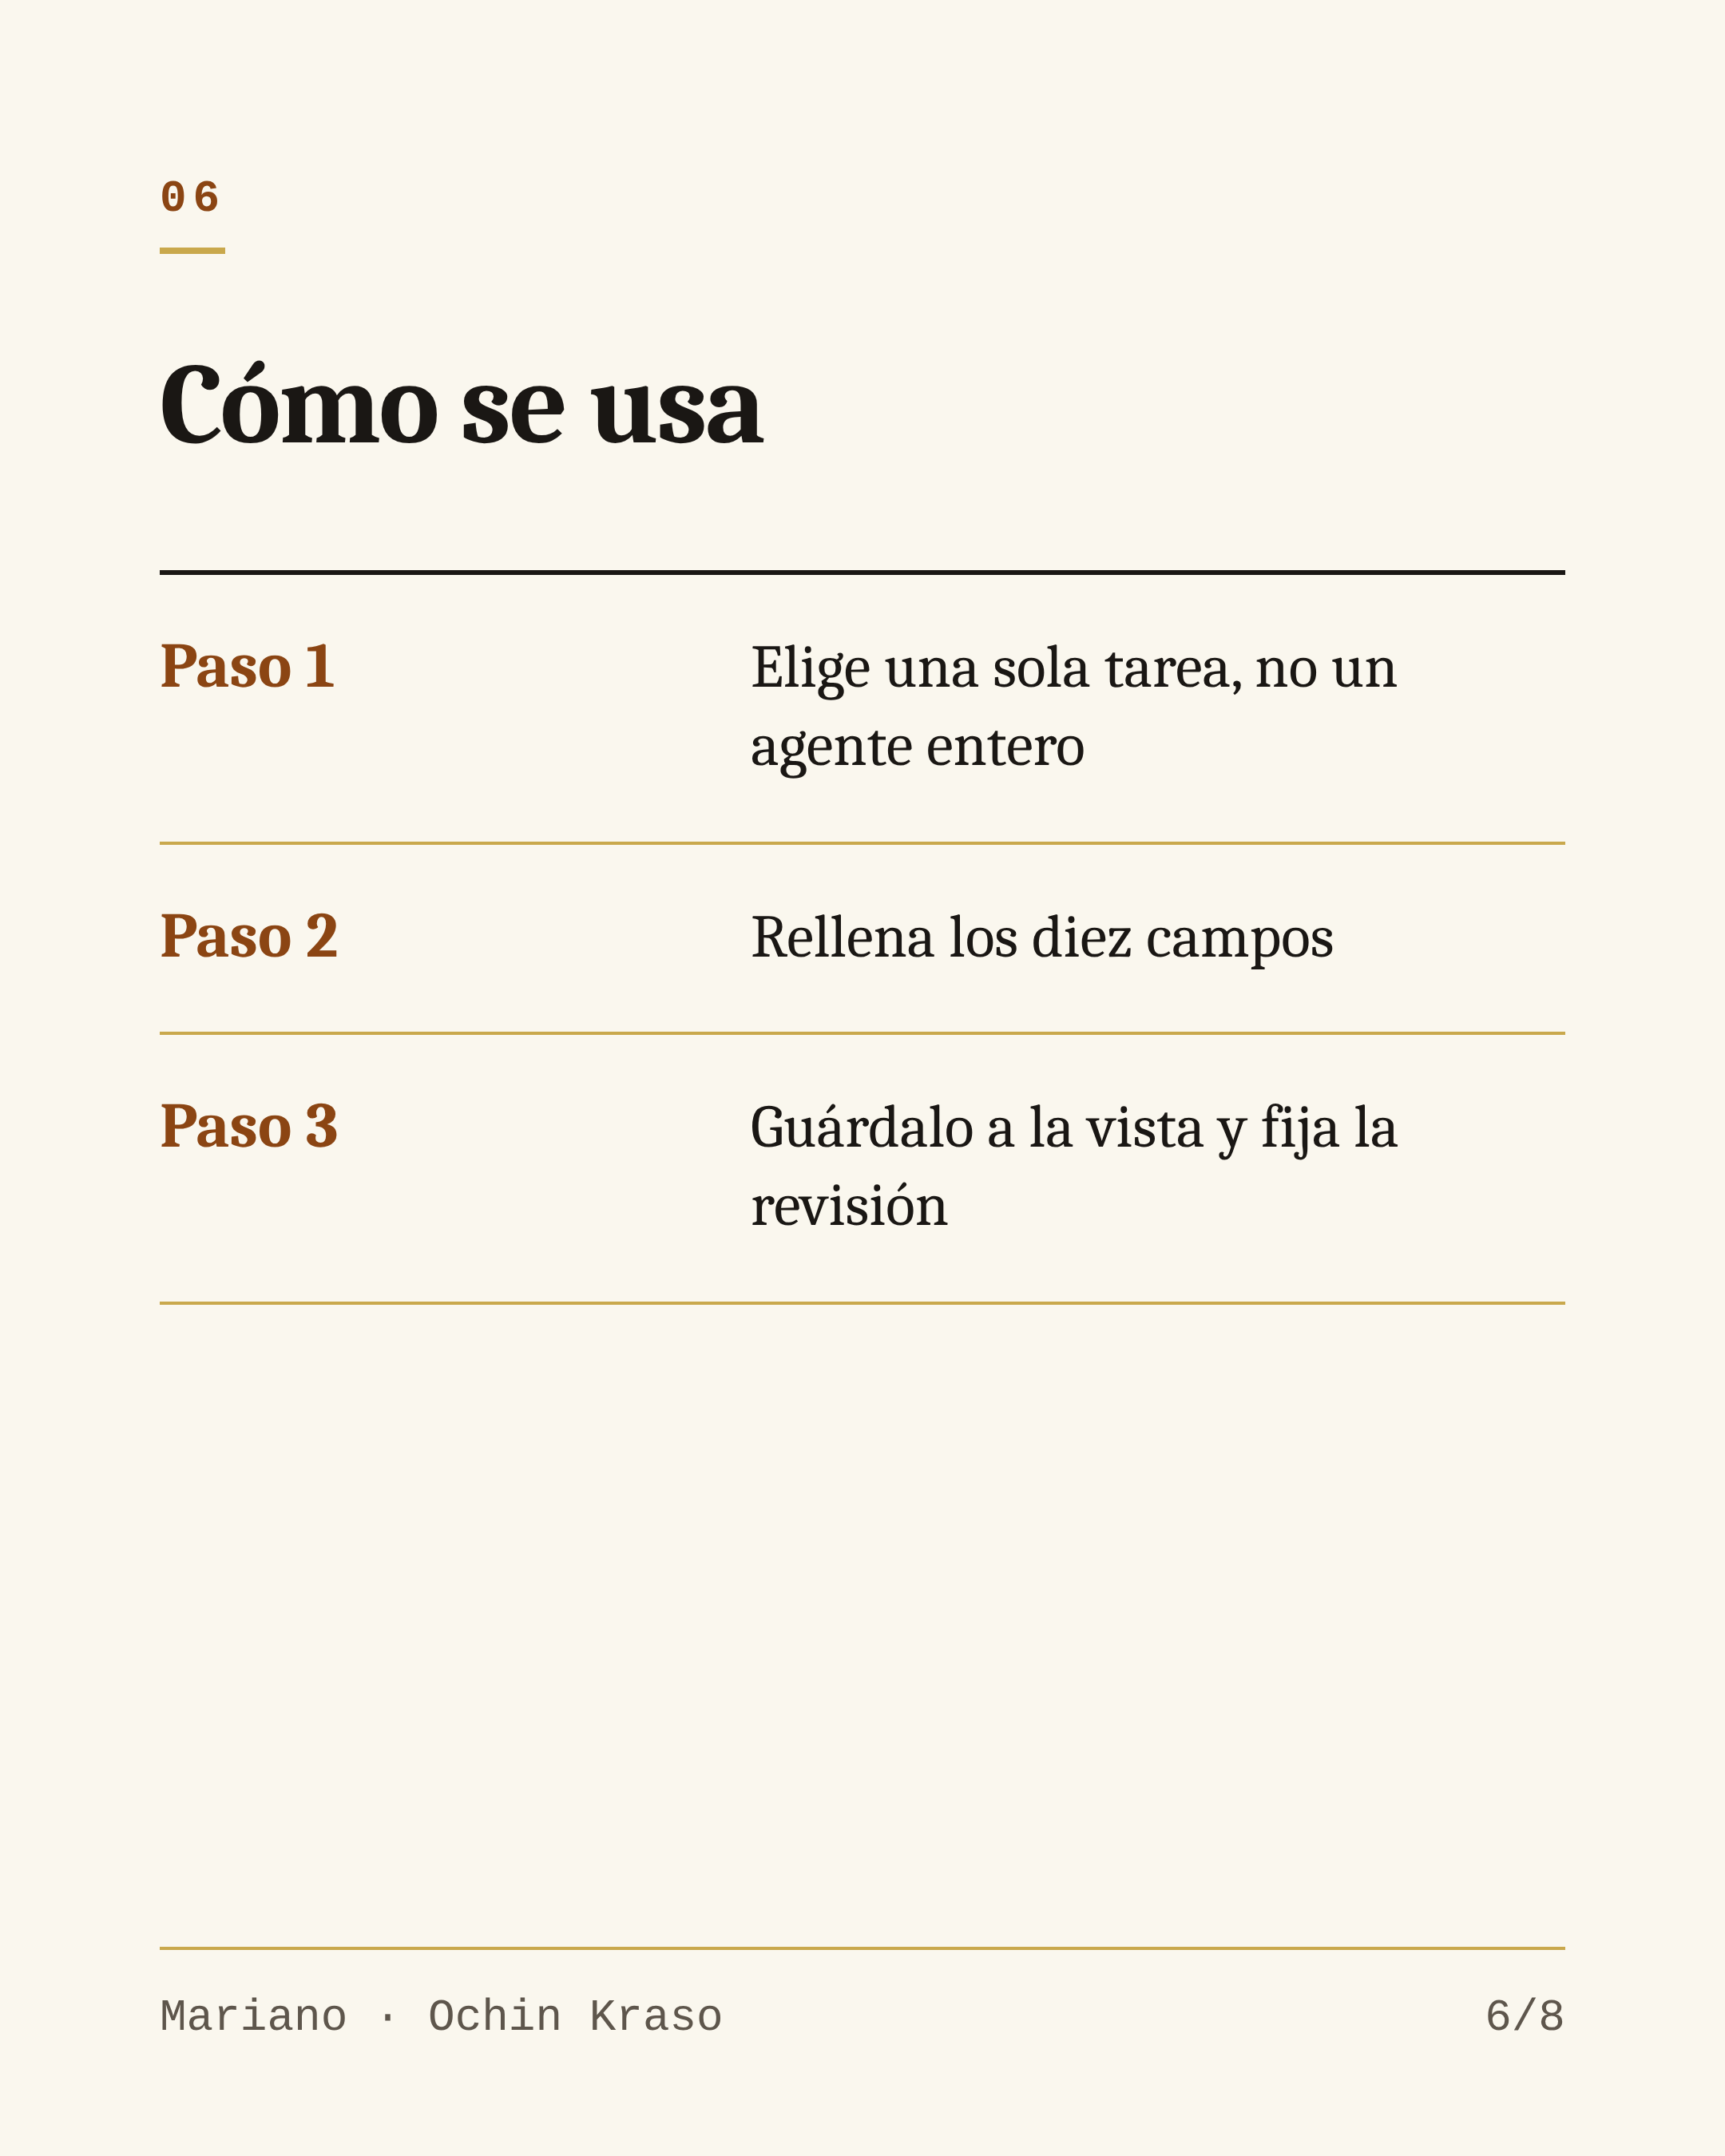 06
Cómo se usa
Paso 1
Elige una sola tarea, no un
agente entero
Paso 2
Rellena los diez campos
Paso 3
Guárdalo a la vista y fija la
revisión
Mariano · Ochin Kraso
6/8